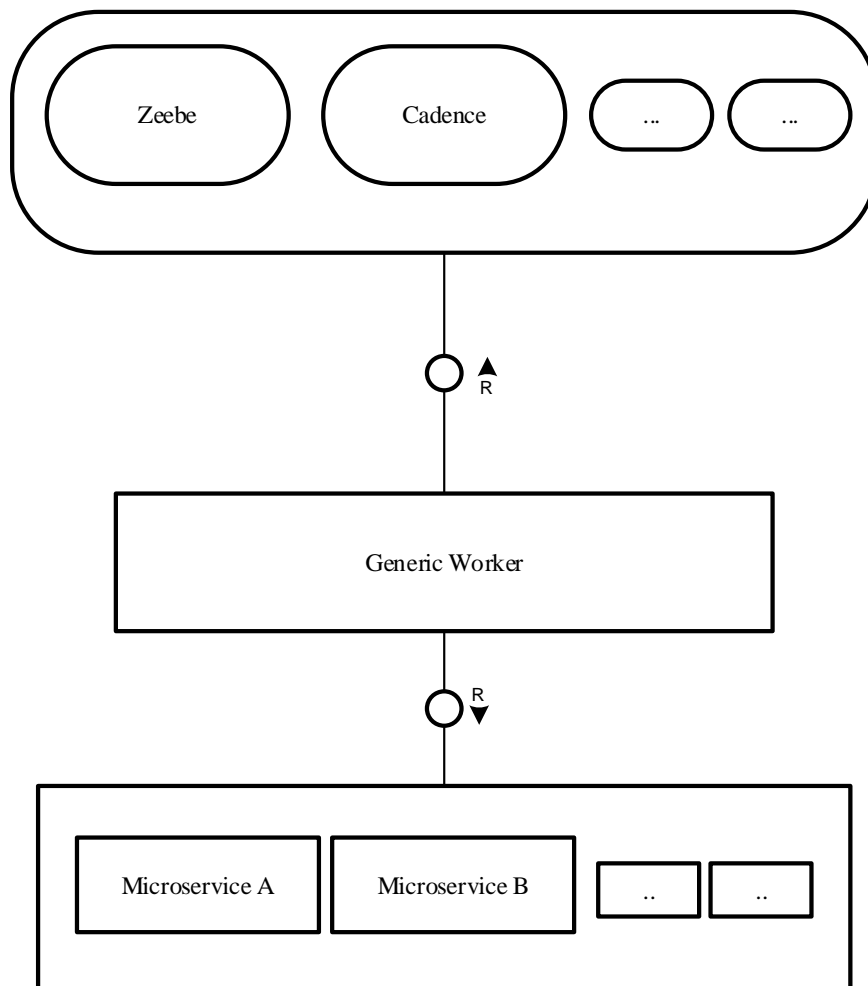 Zeebe
Cadence
...
...
R
Generic Worker
R
Microservice A
Microservice B
..
..